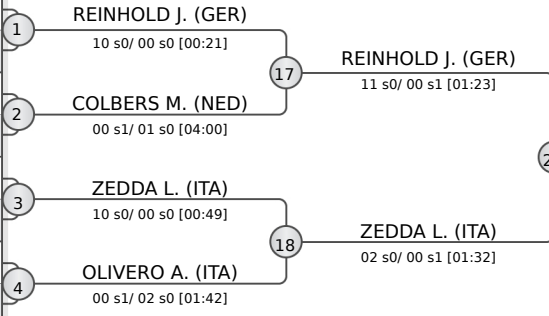 REINHOLD J. (GER)
1
10 s0/ 00 s0 [00:21]
REINHOLD J. (GER)
17
11 s0/ 00 s1 [01:23]
COLBERS M. (NED)
2
00 s1/ 01 s0 [04:00]
ZEDDA L. (ITA)
3
10 s0/ 00 s0 [00:49]
ZEDDA L. (ITA)
18
02 s0/ 00 s1 [01:32]
OLIVERO A. (ITA)
4
00 s1/ 02 s0 [01:42]